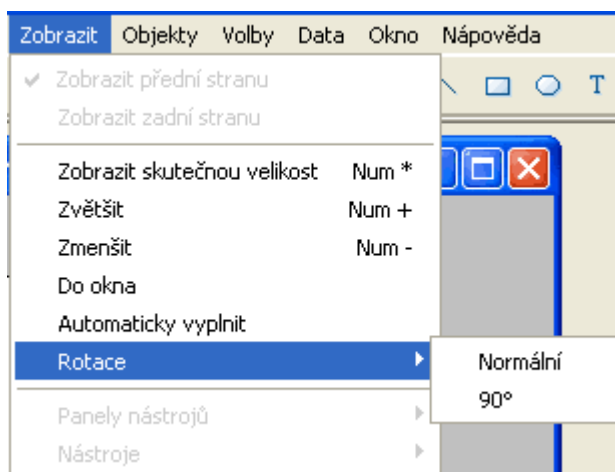 Zobrazit Objekty Volby Data Okno Nápověda
Zobrazit přední stranu
T
Zobrazit zadní stranu
Zobrazit skutečnou velikost Num *
Zvětšit Num +
Zmenšit Num -
Do okna
Automaticky vyplnit
Rotace
Normální
90°
Panely nástrojů
Nástroje